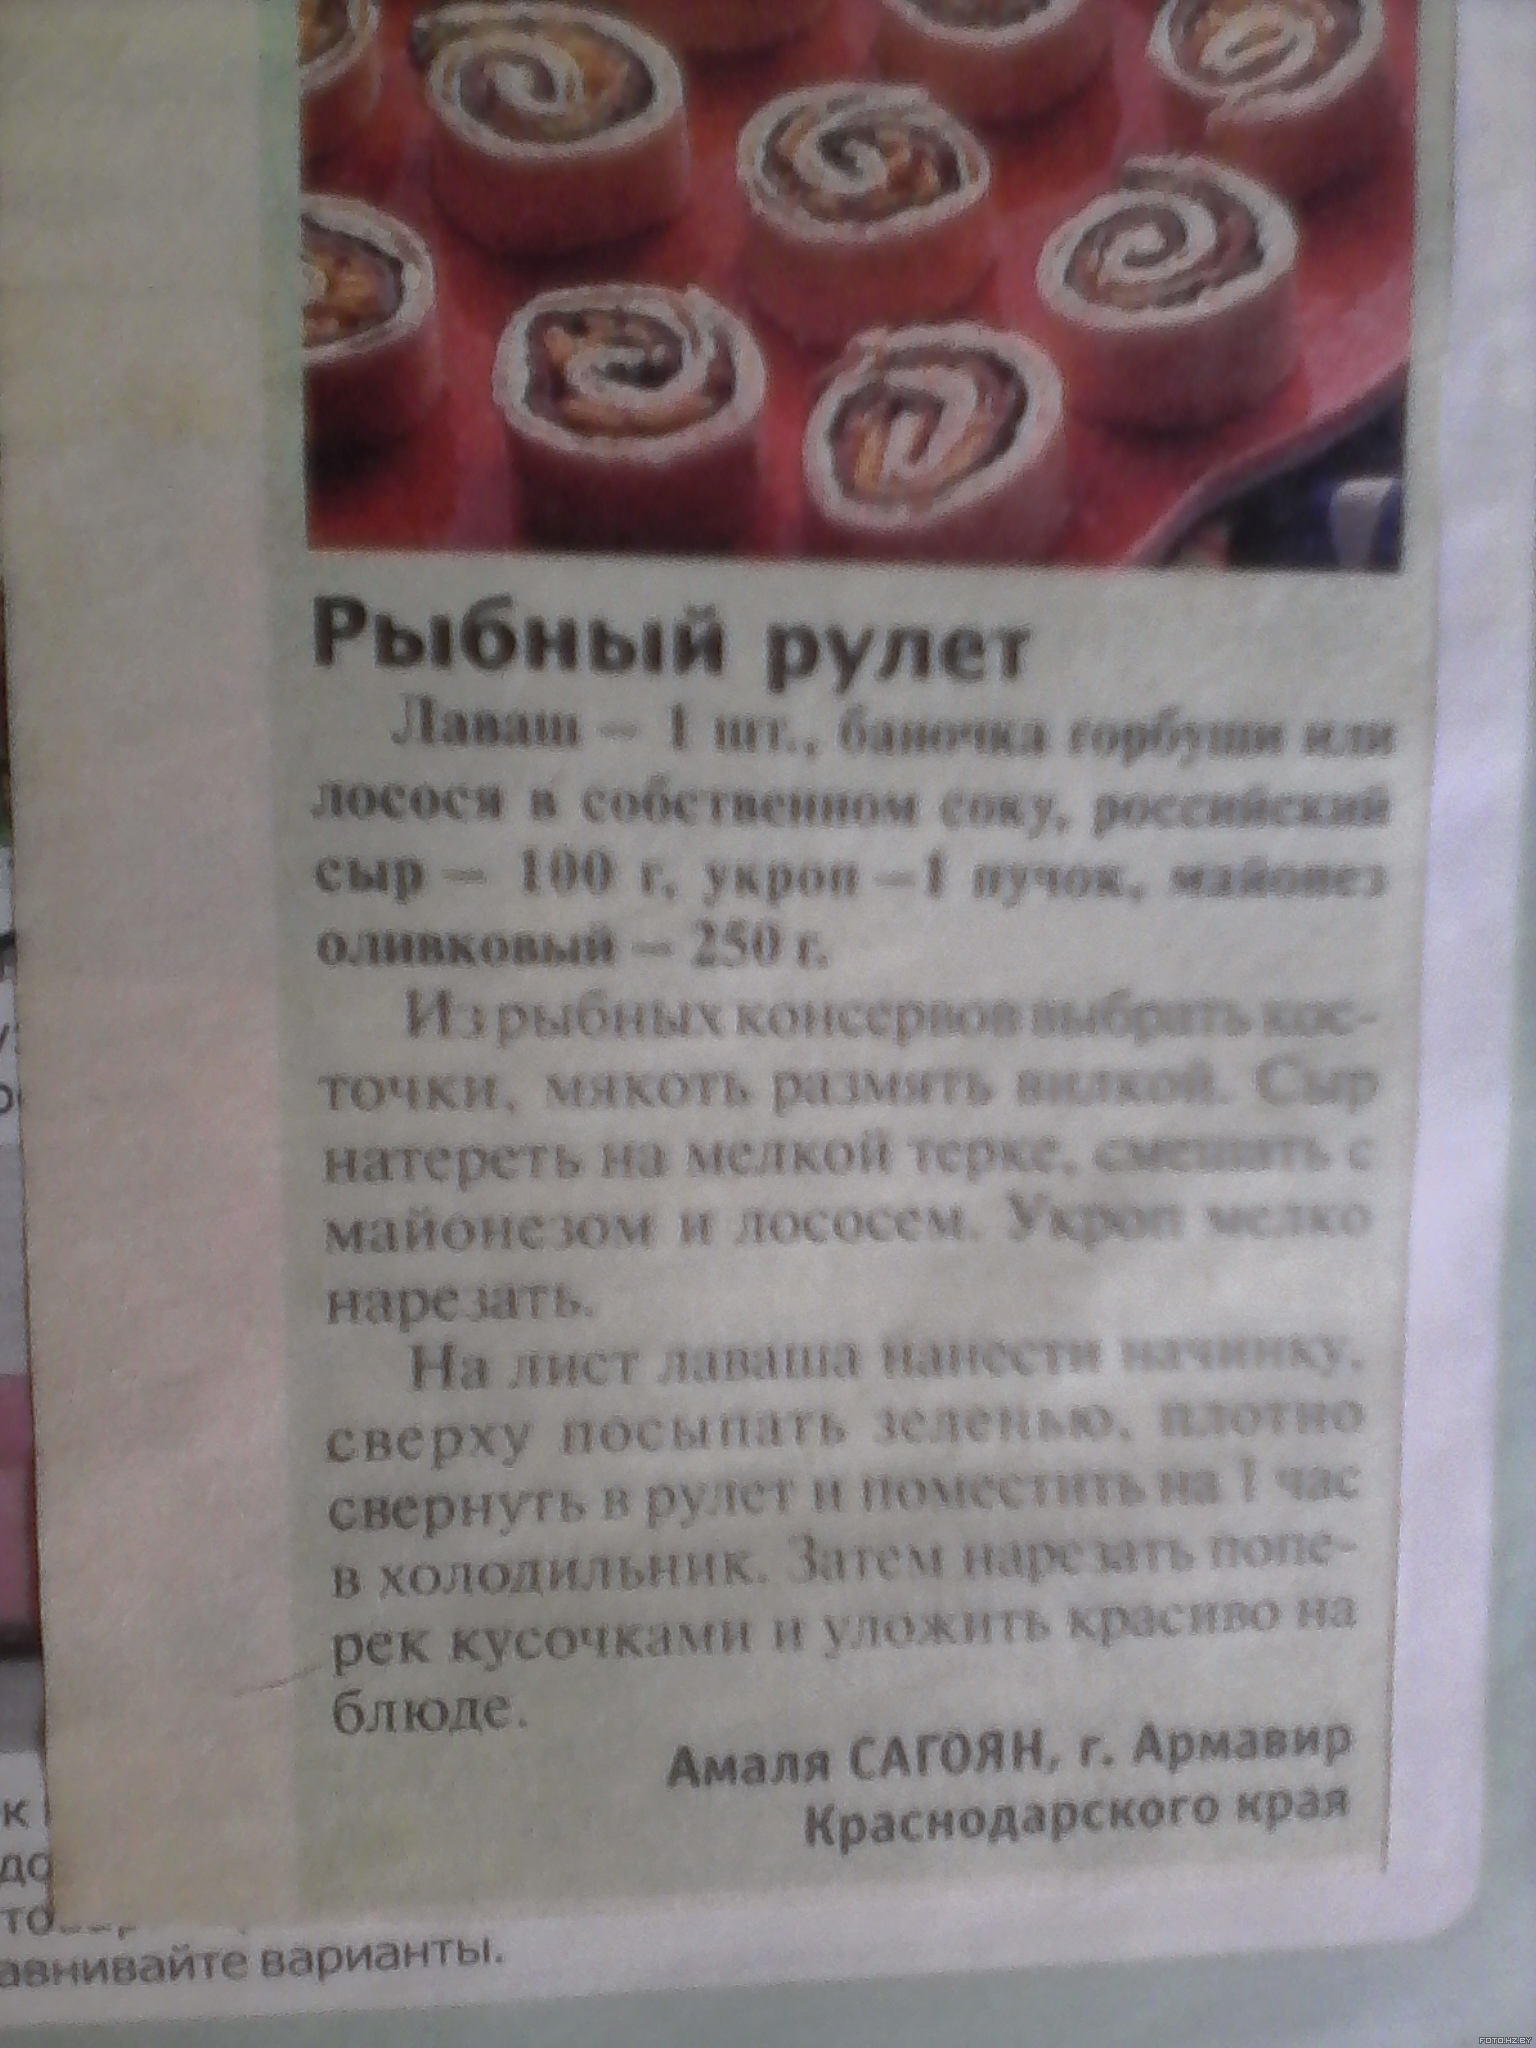 Рыбный рулет
Лаваш — 1 шт., баночка горбуши или
лосося в собственном соку, российский
сыр — 100 г, укроп —1 пучок, майонез
оливковый — 250 г.
Из рыбных консервов выбрать кос-
точки, мякоть размять вилкой. Сыр
натереть на мелкой терке, смешать с
майонезом и лососем. Укроп мелко
нарезать.
На лист лаваша нанести начинку,
сверху посыпать зеленью, плотно
свернуть в рулет и поместить на 1 час
в холодильник. Затем нарезать попе-
рек кусочками и уложить красиво на
блюде.
Амаля САГОЯН, г. Армавир
Краснодарского края
авнивайте варианты.
FOTO.HZ.BY